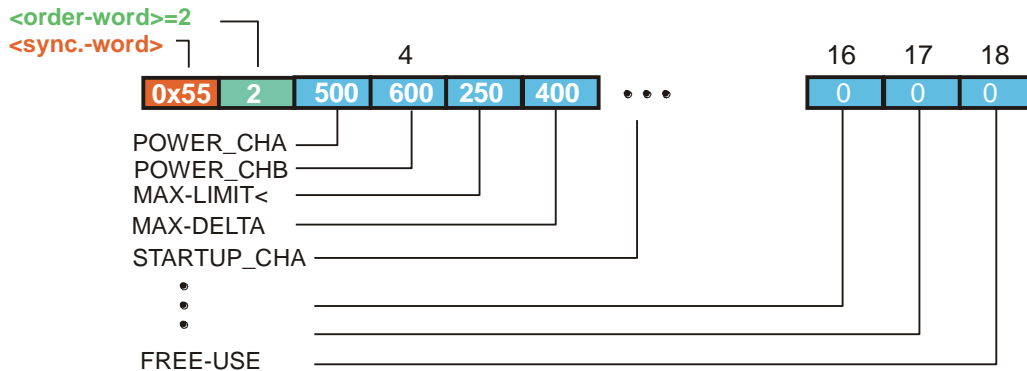 <order-word>=2
<sync.-word>
4 16 17 18
0x55 2 500 600 250 400 0 0 0
POWER_CHA
POWER_CHB
MAX-LIMIT<
MAX-DELTA
STARTUP_CHA
FREE-USE